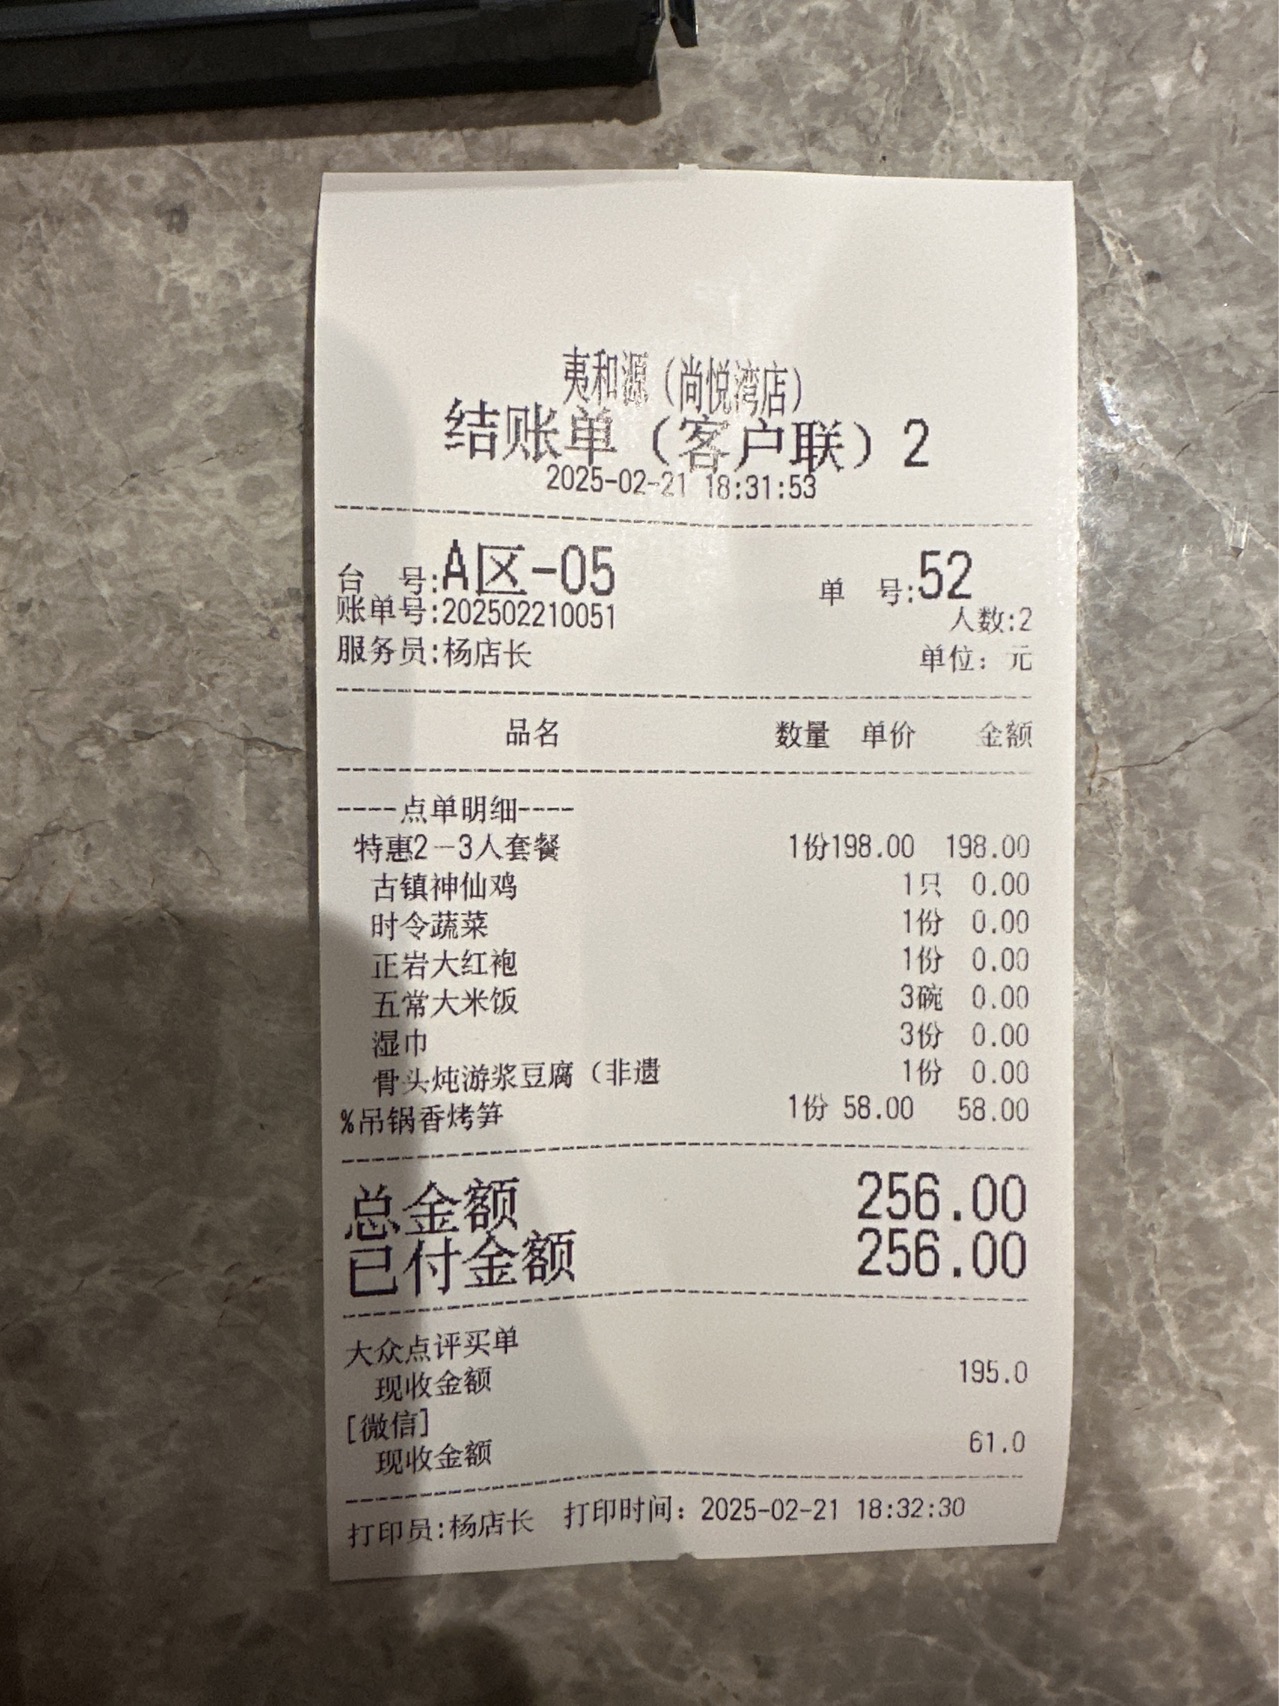 夷和源（尚悦湾店）
结账单（客户联）2
2025-02-21 18:31:53
台　号:A区-05　单　号:52
账单号:202502210051　人数:2
服务员:杨店长　单位：元
品名　数量　单价　金额
----点单明细----
特惠2－3人套餐　1份198.00　198.00
古镇神仙鸡　1只　0.00
时令蔬菜　1份　0.00
正岩大红袍　1份　0.00
五常大米饭　3碗　0.00
湿巾　3份　0.00
骨头炖游浆豆腐（非遗　1份　0.00
%吊锅香烤笋　1份 58.00　58.00
总金额　256.00
已付金额　256.00
大众点评买单
现收金额　195.0
[微信]
现收金额　61.0
打印员:杨店长　打印时间：2025-02-21 18:32:30